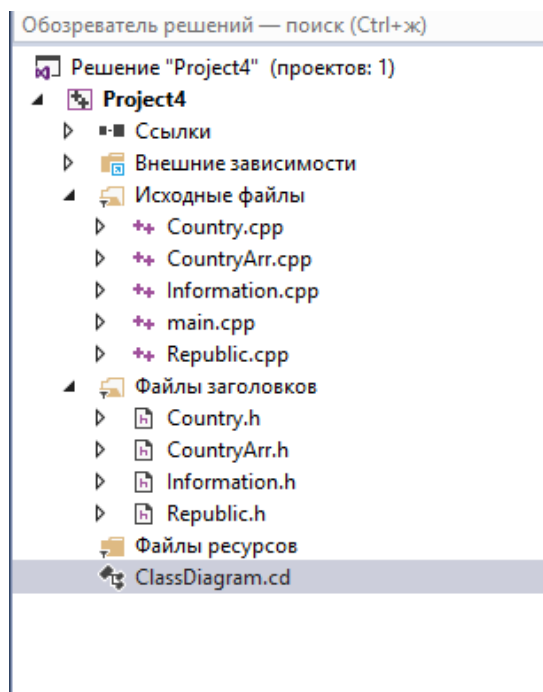 Обозреватель решений — поиск (Ctrl+ж)
Решение "Project4" (проектов: 1)
Project4
Ссылки
Внешние зависимости
Исходные файлы
Country.cpp
CountryArr.cpp
Information.cpp
main.cpp
Republic.cpp
Файлы заголовков
Country.h
CountryArr.h
Information.h
Republic.h
Файлы ресурсов
ClassDiagram.cd